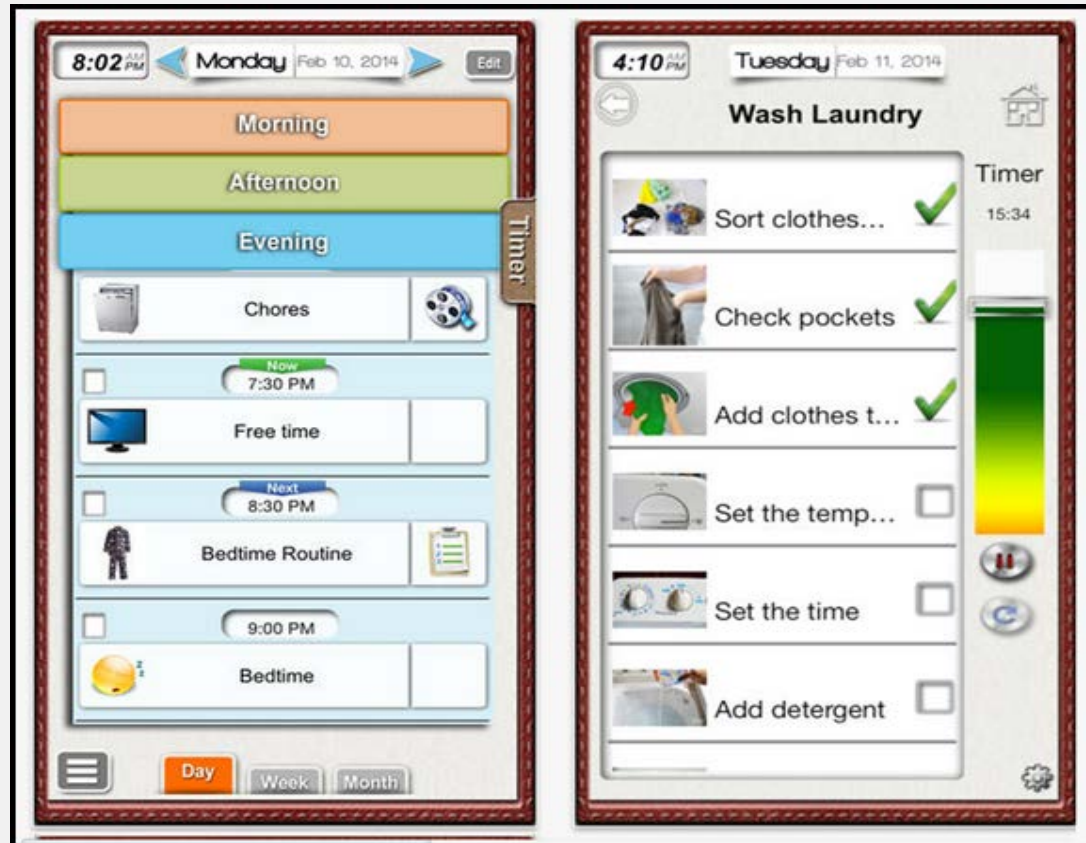 8:02 AM PM
Monday Feb 10, 2014
Edit
Morning
Afternoon
Evening
Timer
Chores
Now
7:30 PM
Free time
Next
8:30 PM
Bedtime Routine
9:00 PM
Bedtime
Day
Week
Month
4:10 AM PM
Tuesday Feb 11, 2014
Wash Laundry
Timer
15:34
Sort clothes...
Check pockets
Add clothes t...
Set the temp...
Set the time
Add detergent